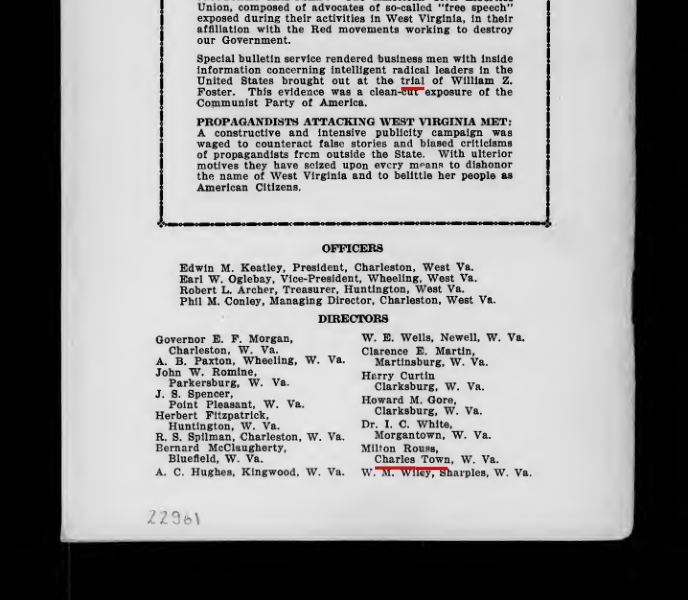 Union, composed of advocates of so-called "free speech"
exposed during their activities in West Virginia, in their
affiliation with the Red movements working to destroy
our Government.
Special bulletin service rendered business men with inside
information concerning intelligent radical leaders in the
United States brought out at the trial of William Z.
Foster. This evidence was a clean-cut exposure of the
Communist Party of America.
PROPAGANDISTS ATTACKING WEST VIRGINIA MET:
A constructive and intensive publicity campaign was
waged to counteract false stories and biased criticisms
of propagandists from outside the State. With ulterior
motives they have seized upon every means to dishonor
the name of West Virginia and to belittle her people as
American Citizens.
OFFICERS
Edwin M. Keatley, President, Charleston, West Va.
Earl W. Oglebay, Vice-President, Wheeling, West Va.
Robert L. Archer, Treasurer, Huntington, West Va.
Phil M. Conley, Managing Director, Charleston, West Va.
DIRECTORS
Governor E. F. Morgan,
Charleston, W. Va.
A. B. Paxton, Wheeling, W. Va.
John W. Romine,
Parkersburg, W. Va.
J. S. Spencer,
Point Pleasant, W. Va.
Herbert Fitzpatrick,
Huntington, W. Va.
R. S. Spilman, Charleston, W. Va.
Bernard McClaugherty,
Bluefield, W. Va.
A. C. Hughes, Kingwood, W. Va.
W. E. Wells, Newell, W. Va.
Clarence E. Martin,
Martinsburg, W. Va.
Harry Curtin
Clarksburg, W. Va.
Howard M. Gore,
Clarksburg, W. Va.
Dr. I. C. White,
Morgantown, W. Va.
Milton Rouss,
Charles Town, W. Va.
W. M. Wiley, Sharples, W. Va.
22961